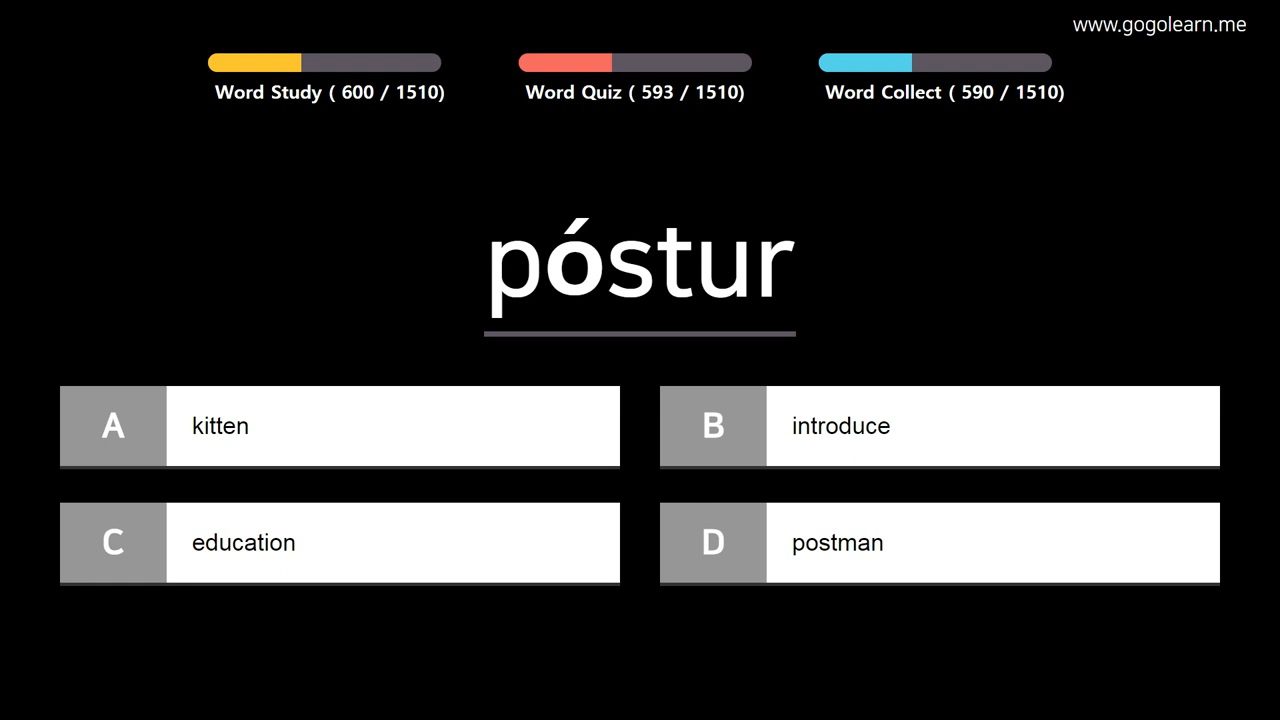 www.gogolearn.me
Word Study ( 600 / 1510)
Word Quiz ( 593 / 1510)
Word Collect ( 590 / 1510)
póstur
A kitten
B introduce
C education
D postman